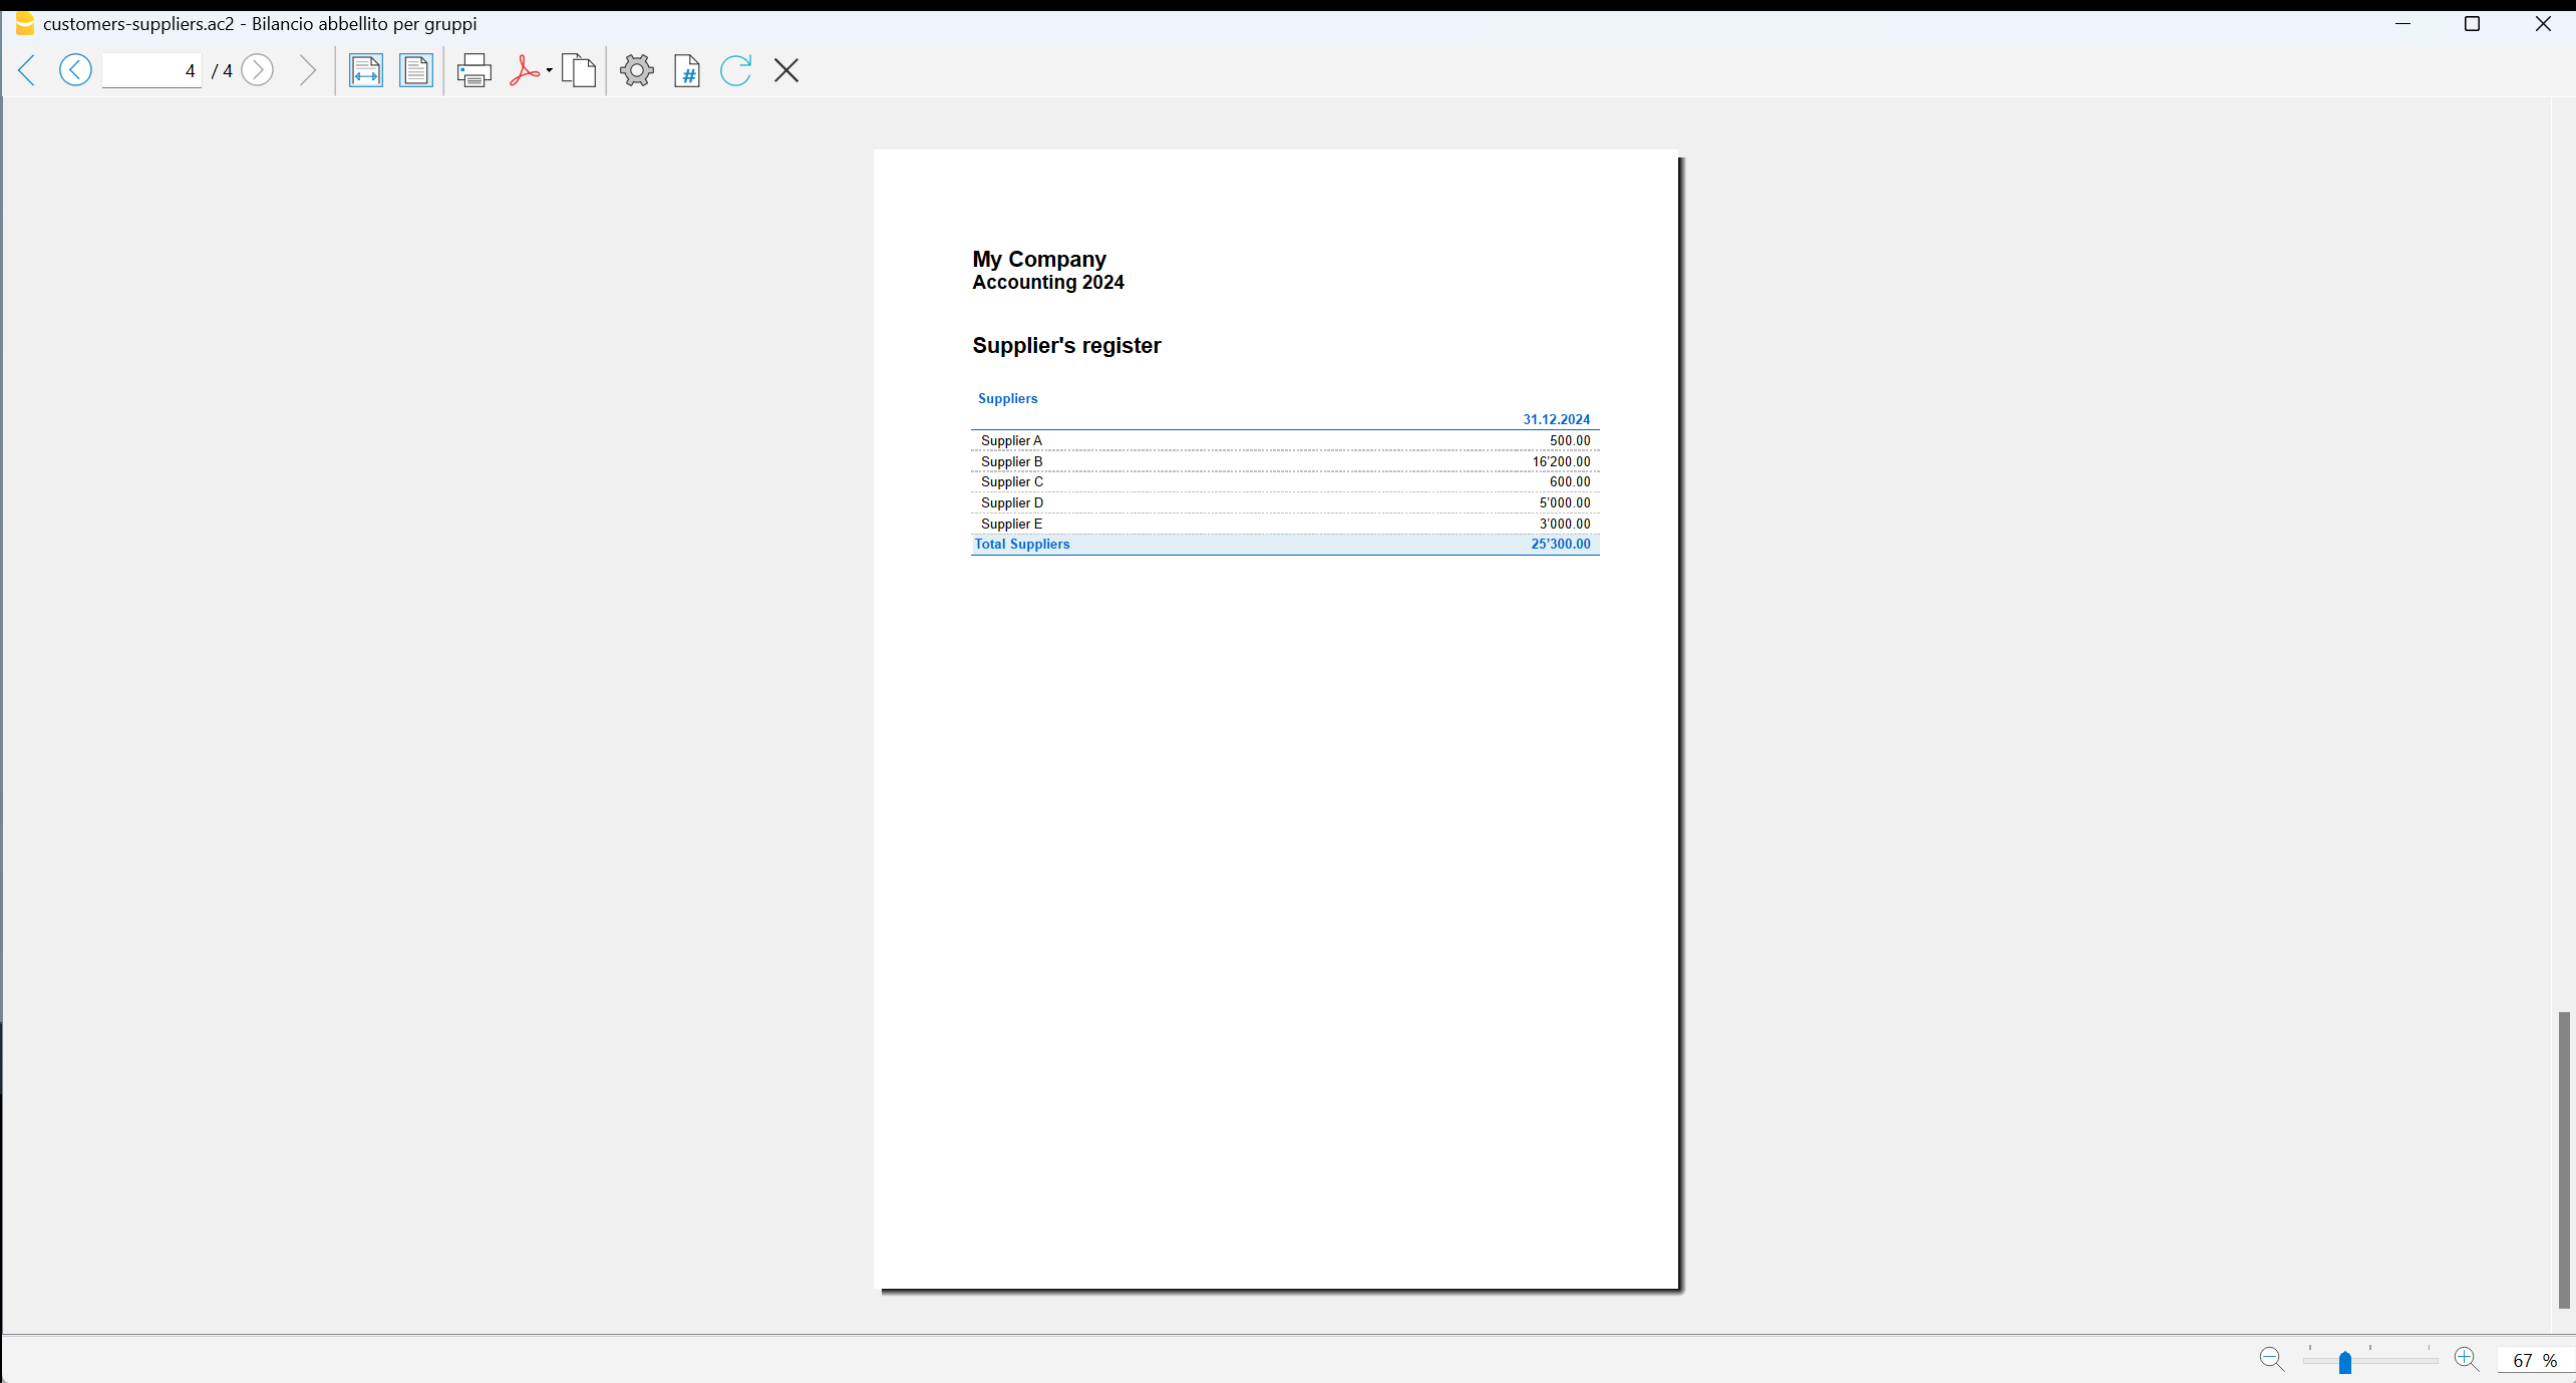 customers-suppliers.ac2 - Bilancio abbellito per gruppi
4 / 4
#
My Company
Accounting 2024
Supplier's register
Suppliers
31.12.2024
Supplier A 500.00
Supplier B 16'200.00
Supplier C 600.00
Supplier D 5'000.00
Supplier E 3'000.00
Total Suppliers 25'300.00
67 %